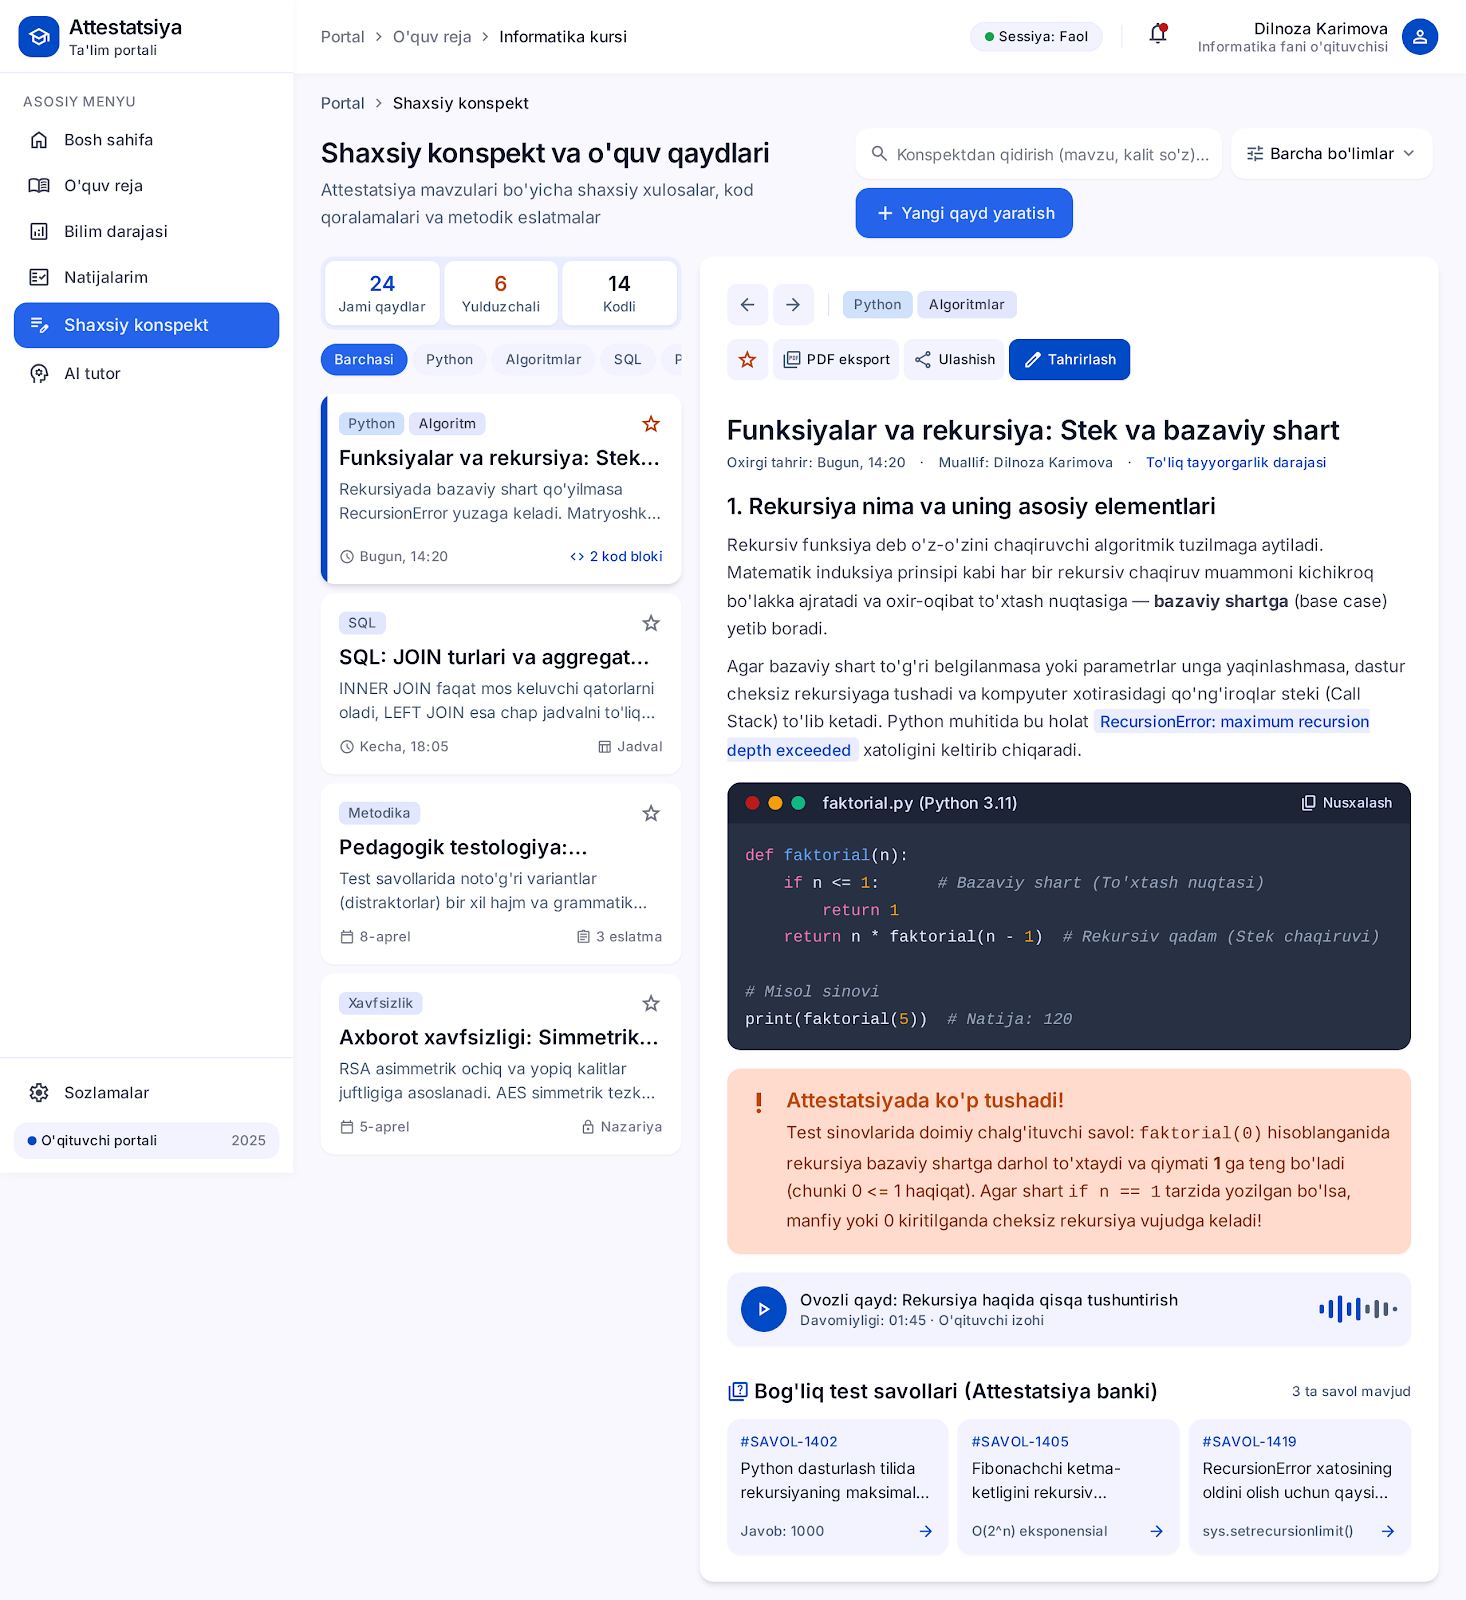 Attestatsiya
Ta'lim portali
ASOSIY MENYU
Bosh sahifa
O'quv reja
Bilim darajasi
Natijalarim
Shaxsiy konspekt
AI tutor
Sozlamalar
O'qituvchi portali 2025
Portal > O'quv reja > Informatika kursi
Sessiya: Faol
Dilnoza Karimova
Informatika fani o'qituvchisi
Portal > Shaxsiy konspekt
Shaxsiy konspekt va o'quv qaydlari
Attestatsiya mavzulari bo'yicha shaxsiy xulosalar, kod
qoralamalari va metodik eslatmalar
Konspektdan qidirish (mavzu, kalit so'z)...
Barcha bo'limlar
Yangi qayd yaratish
24
Jami qaydlar
6
Yulduzchali
14
Kodli
Barchasi Python Algoritmlar SQL P
Python Algoritm
Funksiyalar va rekursiya: Stek...
Rekursiyada bazaviy shart qo'yilmasa
RecursionError yuzaga keladi. Matryoshk...
Bugun, 14:20 2 kod bloki
SQL
SQL: JOIN turlari va aggregat...
INNER JOIN faqat mos keluvchi qatorlarni
oladi, LEFT JOIN esa chap jadvalni to'liq...
Kecha, 18:05 Jadval
Metodika
Pedagogik testologiya:...
Test savollarida noto'g'ri variantlar
(distraktorlar) bir xil hajm va grammatik...
8-aprel 3 eslatma
Xavfsizlik
Axborot xavfsizligi: Simmetrik...
RSA asimmetrik ochiq va yopiq kalitlar
juftligiga asoslanadi. AES simmetrik tezk...
5-aprel Nazariya
Python Algoritmlar
PDF eksport Ulashish Tahrirlash
Funksiyalar va rekursiya: Stek va bazaviy shart
Oxirgi tahrir: Bugun, 14:20 · Muallif: Dilnoza Karimova · To'liq tayyorgarlik darajasi
1. Rekursiya nima va uning asosiy elementlari
Rekursiv funksiya deb o'z-o'zini chaqiruvchi algoritmik tuzilmaga aytiladi.
Matematik induksiya prinsipi kabi har bir rekursiv chaqiruv muammoni kichikroq
bo'lakka ajratadi va oxir-oqibat to'xtash nuqtasiga — bazaviy shartga (base case)
yetib boradi.
Agar bazaviy shart to'g'ri belgilanmasa yoki parametrlar unga yaqinlashmasa, dastur
cheksiz rekursiyaga tushadi va kompyuter xotirasidagi qo'ng'iroqlar steki (Call
Stack) to'lib ketadi. Python muhitida bu holat RecursionError: maximum recursion
depth exceeded xatoligini keltirib chiqaradi.
faktorial.py (Python 3.11) Nusxalash
def faktorial(n):
    if n <= 1:      # Bazaviy shart (To'xtash nuqtasi)
        return 1
    return n * faktorial(n - 1)  # Rekursiv qadam (Stek chaqiruvi)
# Misol sinovi
print(faktorial(5))  # Natija: 120
Attestatsiyada ko'p tushadi!
Test sinovlarida doimiy chalg'ituvchi savol: faktorial(0) hisoblanganida
rekursiya bazaviy shartga darhol to'xtaydi va qiymati 1 ga teng bo'ladi
(chunki 0 <= 1 haqiqat). Agar shart if n == 1 tarzida yozilgan bo'lsa,
manfiy yoki 0 kiritilganda cheksiz rekursiya vujudga keladi!
Ovozli qayd: Rekursiya haqida qisqa tushuntirish
Davomiyligi: 01:45 · O'qituvchi izohi
Bog'liq test savollari (Attestatsiya banki) 3 ta savol mavjud
#SAVOL-1402
Python dasturlash tilida
rekursiyaning maksimal...
Javob: 1000
#SAVOL-1405
Fibonachchi ketma-
ketligini rekursiv...
O(2^n) eksponensial
#SAVOL-1419
RecursionError xatosining
oldini olish uchun qaysi...
sys.setrecursionlimit()